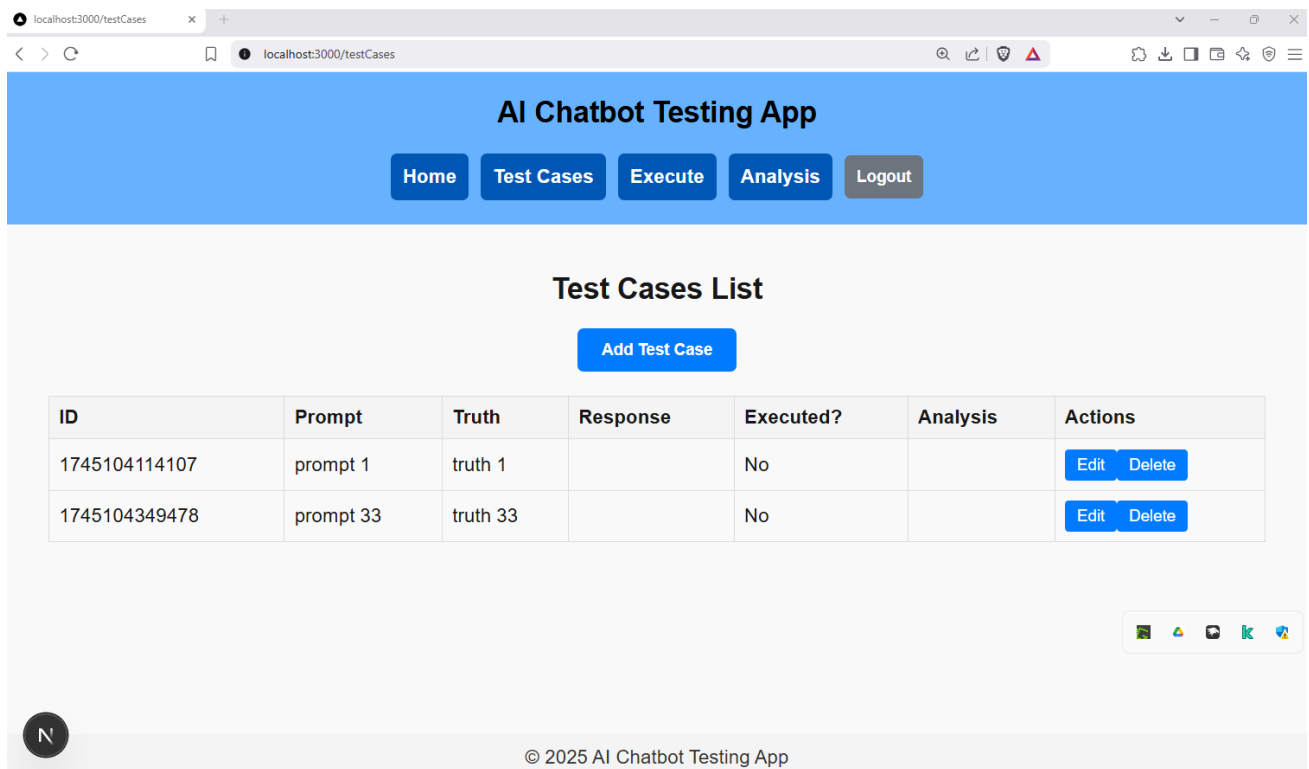 localhost:3000/testCases
localhost:3000/testCases
AI Chatbot Testing App
Home Test Cases Execute Analysis Logout
Test Cases List
Add Test Case
ID Prompt Truth Response Executed? Analysis Actions
1745104114107 prompt 1 truth 1 No Edit Delete
1745104349478 prompt 33 truth 33 No Edit Delete
k
N
© 2025 AI Chatbot Testing App